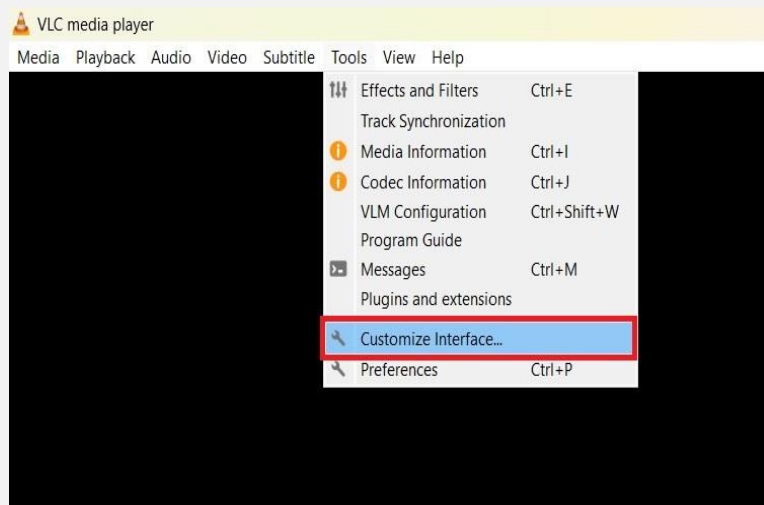 VLC media player
Media Playback Audio Video Subtitle Tools View Help
Effects and Filters Ctrl+E
Track Synchronization
Media Information Ctrl+I
Codec Information Ctrl+J
VLM Configuration Ctrl+Shift+W
Program Guide
Messages Ctrl+M
Plugins and extensions
Customize Interface...
Preferences Ctrl+P